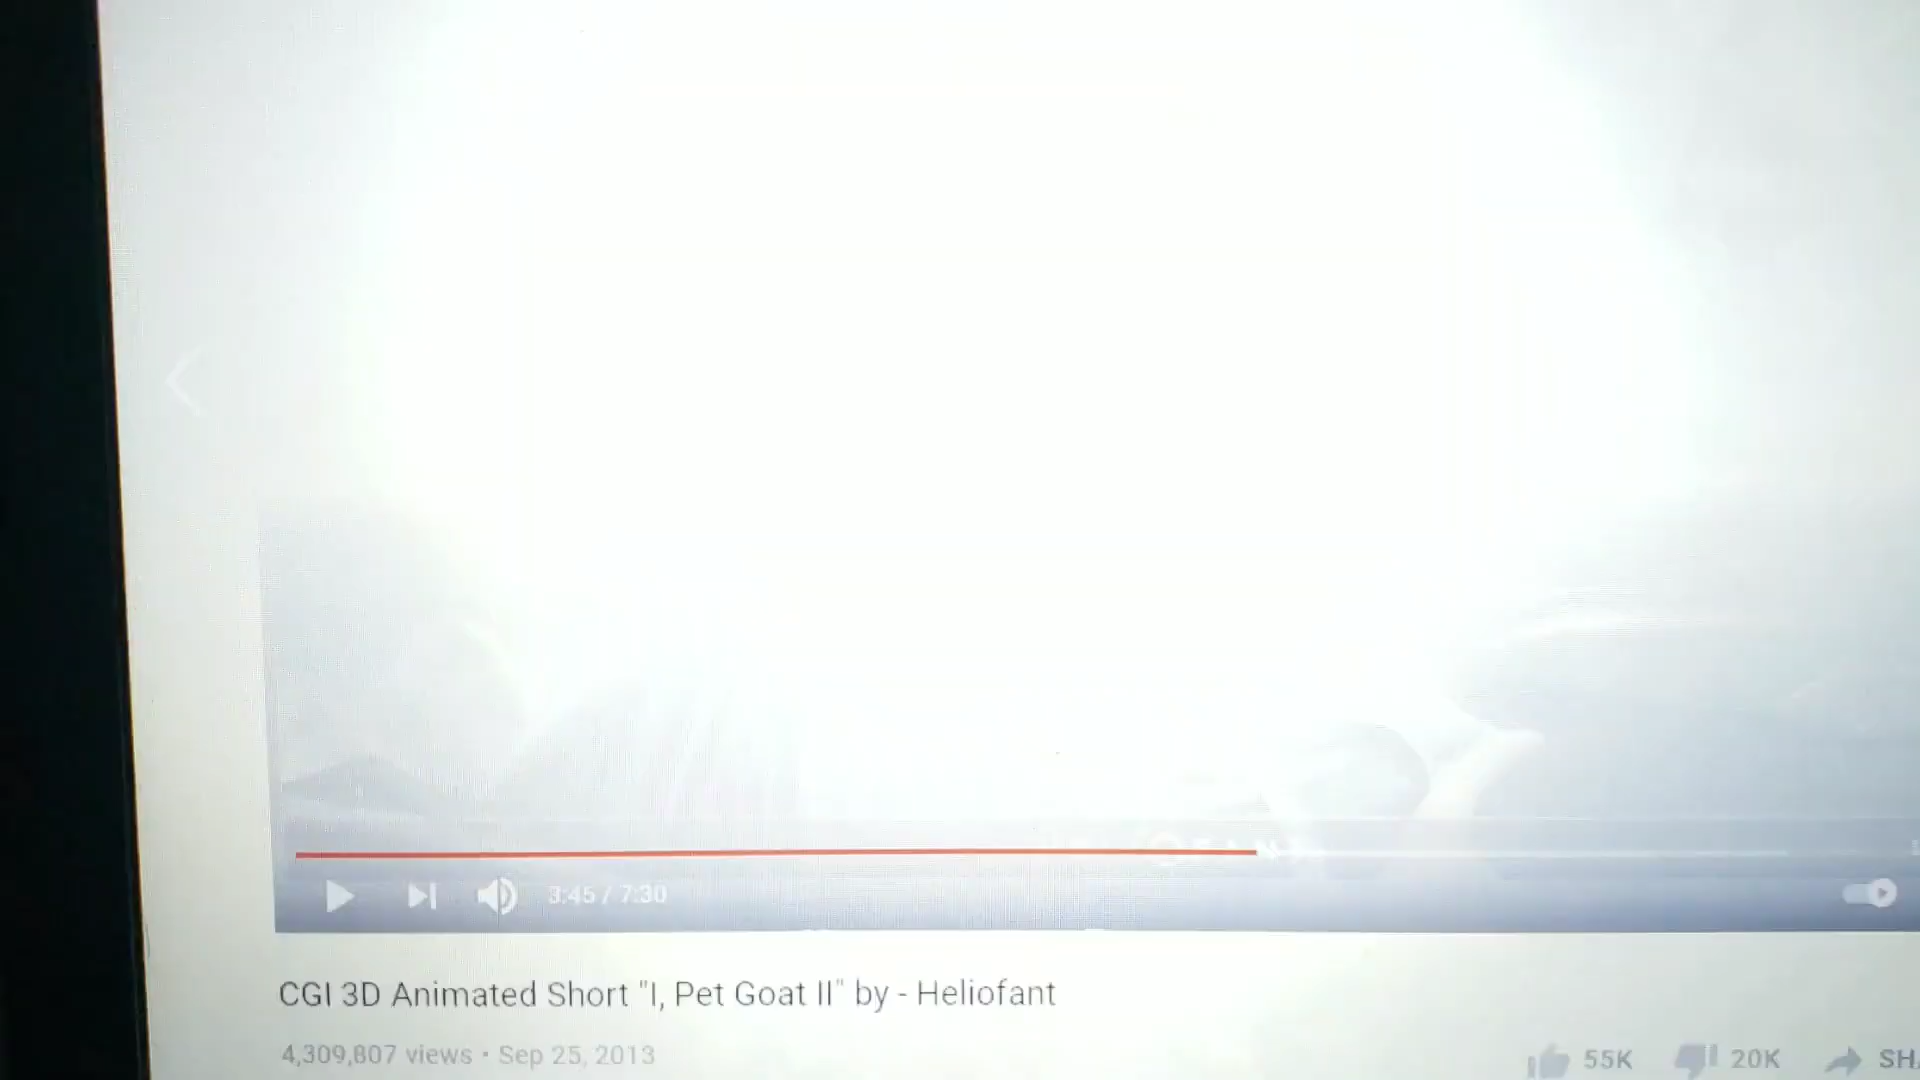 3:45 / 7:30
CGI 3D Animated Short "I, Pet Goat II" by - Heliofant
4,309,807 views • Sep 25, 2013
55K
20K